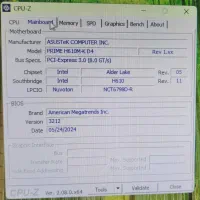 CPU-Z
CPU Mainboard Memory SPD Graphics Bench About
Motherboard
Manufacturer ASUSTeK COMPUTER INC.
Model PRIME H610M-K D4 Rev 1.xx
Bus Specs. PCI-Express 5.0 (8.0 GT/s)
Chipset Intel Alder Lake Rev. 05
Southbridge Intel H610 Rev. 11
LPCIO Nuvoton NCT6798D-R
BIOS
Brand American Megatrends Inc.
Version 3212
Date 05/24/2024
CPU-Z Tools Validate Close